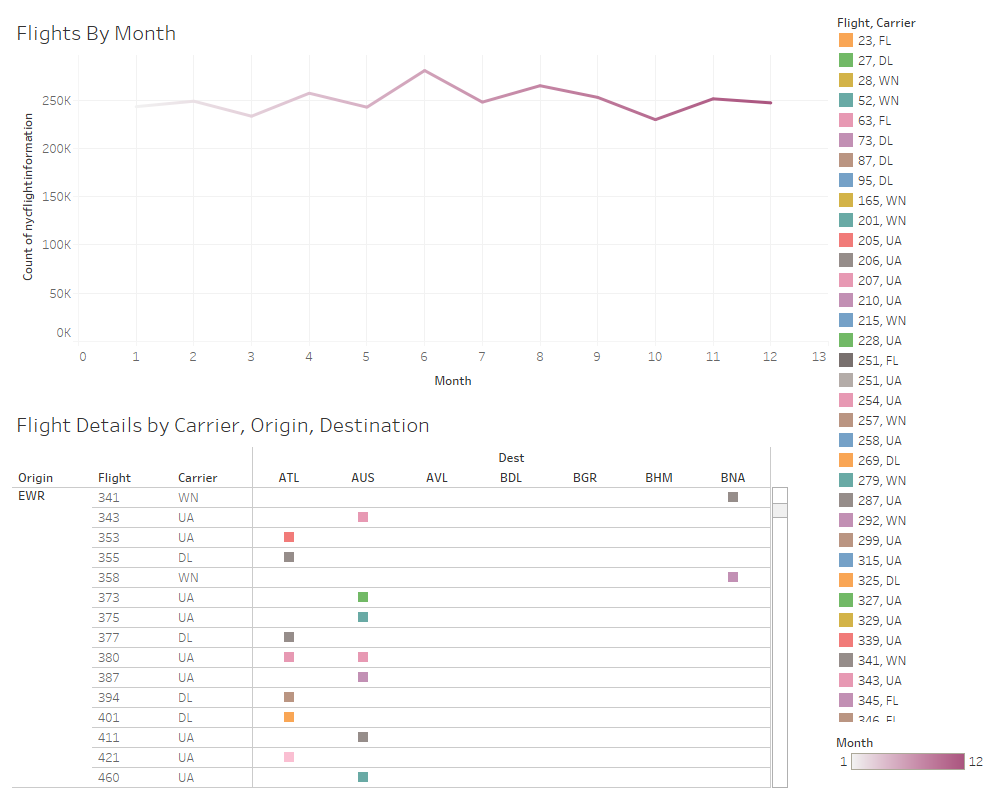 Flights By Month
Count of nycflightinformation
250K
200K
150K
100K
50K
0K
0 1 2 3 4 5 6 7 8 9 10 11 12 13
Month
Flight Details by Carrier, Origin, Destination
Dest
Origin Flight Carrier ATL AUS AVL BDL BGR BHM BNA
EWR 341 WN
343 UA
353 UA
355 DL
358 WN
373 UA
375 UA
377 DL
380 UA
387 UA
394 DL
401 DL
411 UA
421 UA
460 UA
Flight, Carrier
23, FL
27, DL
28, WN
52, WN
63, FL
73, DL
87, DL
95, DL
165, WN
201, WN
205, UA
206, UA
207, UA
210, UA
215, WN
228, UA
251, FL
251, UA
254, UA
257, WN
258, UA
269, DL
279, WN
287, UA
292, WN
299, UA
315, UA
325, DL
327, UA
329, UA
339, UA
341, WN
343, UA
345, FL
346, FL
Month
1 12